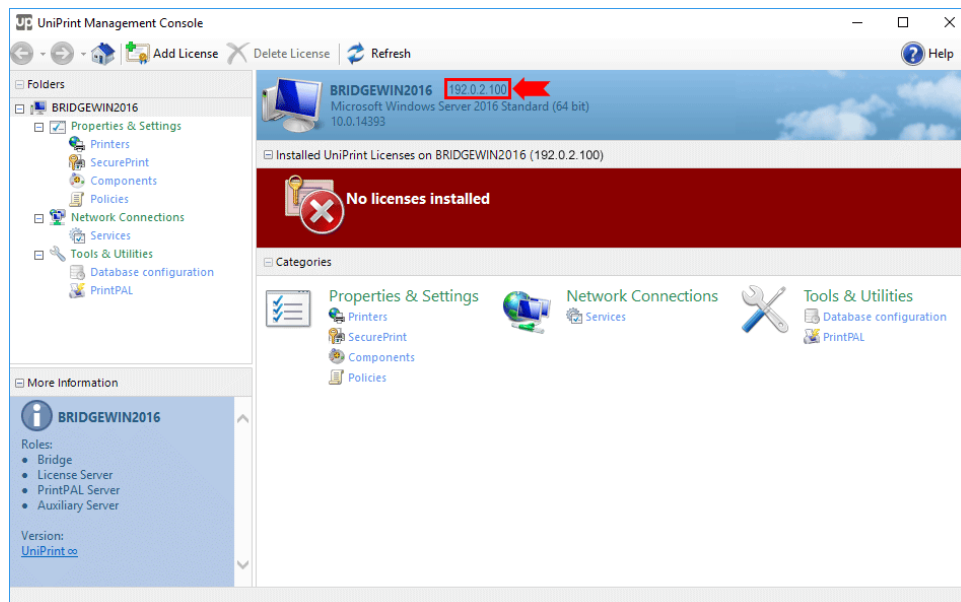 UP UniPrint Management Console
Add License Delete License Refresh Help
Folders
BRIDGEWIN2016
Properties & Settings
Printers
SecurePrint
Components
Policies
Network Connections
Services
Tools & Utilities
Database configuration
PrintPAL
BRIDGEWIN2016 192.0.2.100
Microsoft Windows Server 2016 Standard (64 bit)
10.0.14393
Installed UniPrint Licenses on BRIDGEWIN2016 (192.0.2.100)
No licenses installed
Categories
Properties & Settings
Printers
SecurePrint
Components
Policies
Network Connections
Services
Tools & Utilities
Database configuration
PrintPAL
More Information
BRIDGEWIN2016
Roles:
• Bridge
• License Server
• PrintPAL Server
• Auxiliary Server
Version:
UniPrint ∞